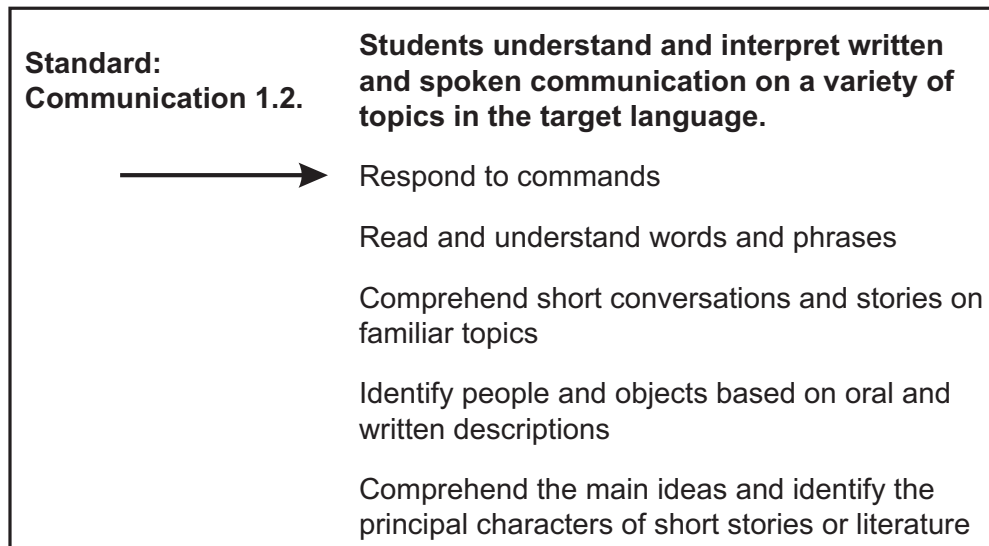 Standard:
Communication 1.2.
Students understand and interpret written
and spoken communication on a variety of
topics in the target language.
Respond to commands
Read and understand words and phrases
Comprehend short conversations and stories on
familiar topics
Identify people and objects based on oral and
written descriptions
Comprehend the main ideas and identify the
principal characters of short stories or literature